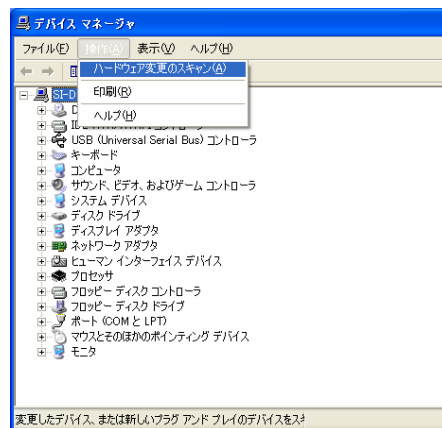 デバイス マネージャ
ファイル(F) 操作(A) 表示(V) ヘルプ(H)
ハードウェア変更のスキャン(A)
印刷(R)
ヘルプ(H)
SI-D
USB (Universal Serial Bus) コントローラ
キーボード
コンピュータ
サウンド、ビデオ、およびゲーム コントローラ
システム デバイス
ディスク ドライブ
ディスプレイ アダプタ
ネットワーク アダプタ
ヒューマン インターフェイス デバイス
プロセッサ
フロッピー ディスク コントローラ
フロッピー ディスク ドライブ
ポート (COM と LPT)
マウスとそのほかのポインティング デバイス
モニタ
変更したデバイス、または新しいプラグ アンド プレイのデバイスをスキ